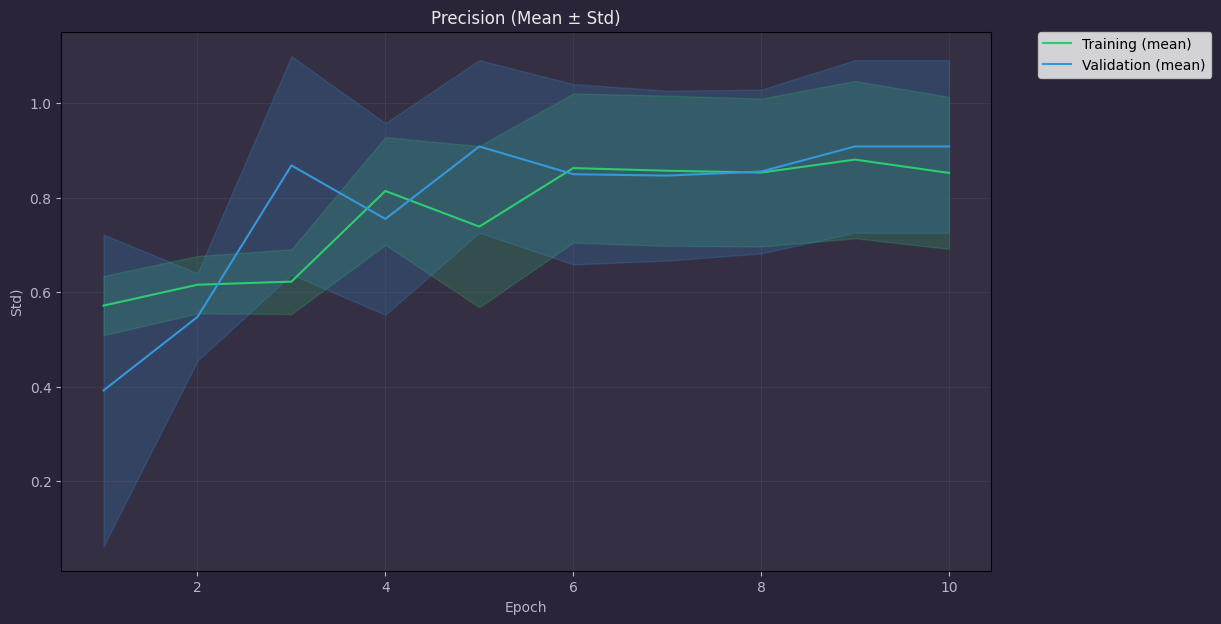 Precision (Mean ± Std)
Training (mean)
Validation (mean)
1.0
0.8
0.6
0.4
0.2
Std)
2
4
6
8
10
Epoch